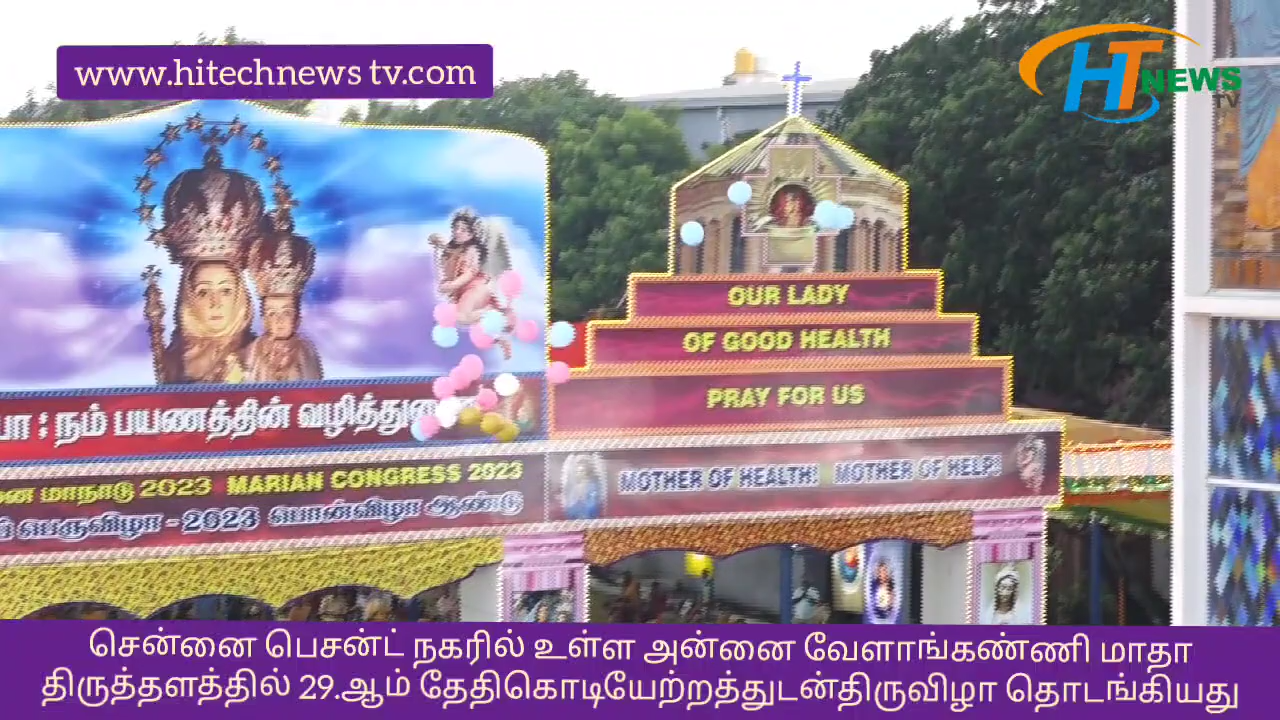 www.hitechnews tv.com
HT NEWS
TV
OUR LADY
OF GOOD HEALTH
PRAY FOR US
: நம் பயணத்தின்
மாநாடு 2023 MARIAN CONGRESS 2023
பெருவிழா - 2023 பொன்விழா ஆண்டு
MOTHER OF HEALTH! MOTHER OF HELP!
சென்னை பெசன்ட் நகரில் உள்ள அன்னை வேளாங்கண்ணி மாதா
திருத்தளத்தில் 29.ஆம் தேதிகொடியேற்றத்துடன்திருவிழா தொடங்கியது